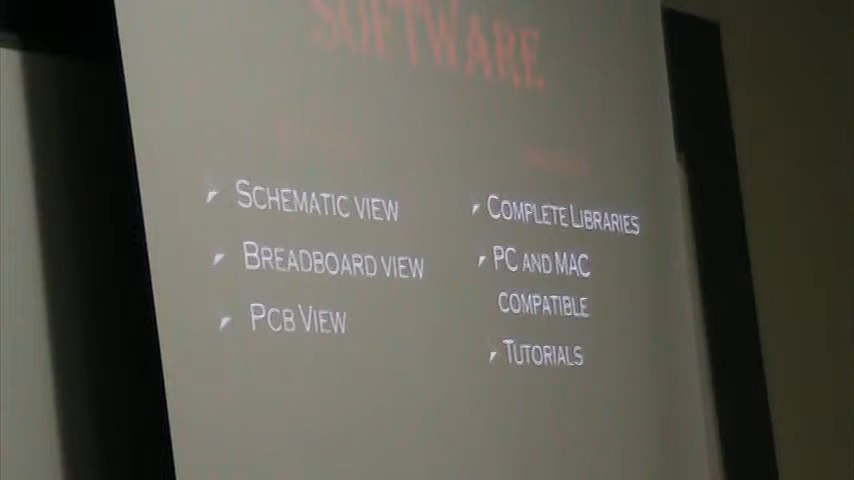 SOFTWARE
SCHEMATIC VIEW
BREADBOARD VIEW
PCB VIEW
COMPLETE LIBRARIES
PC AND MAC
COMPATIBLE
TUTORIALS